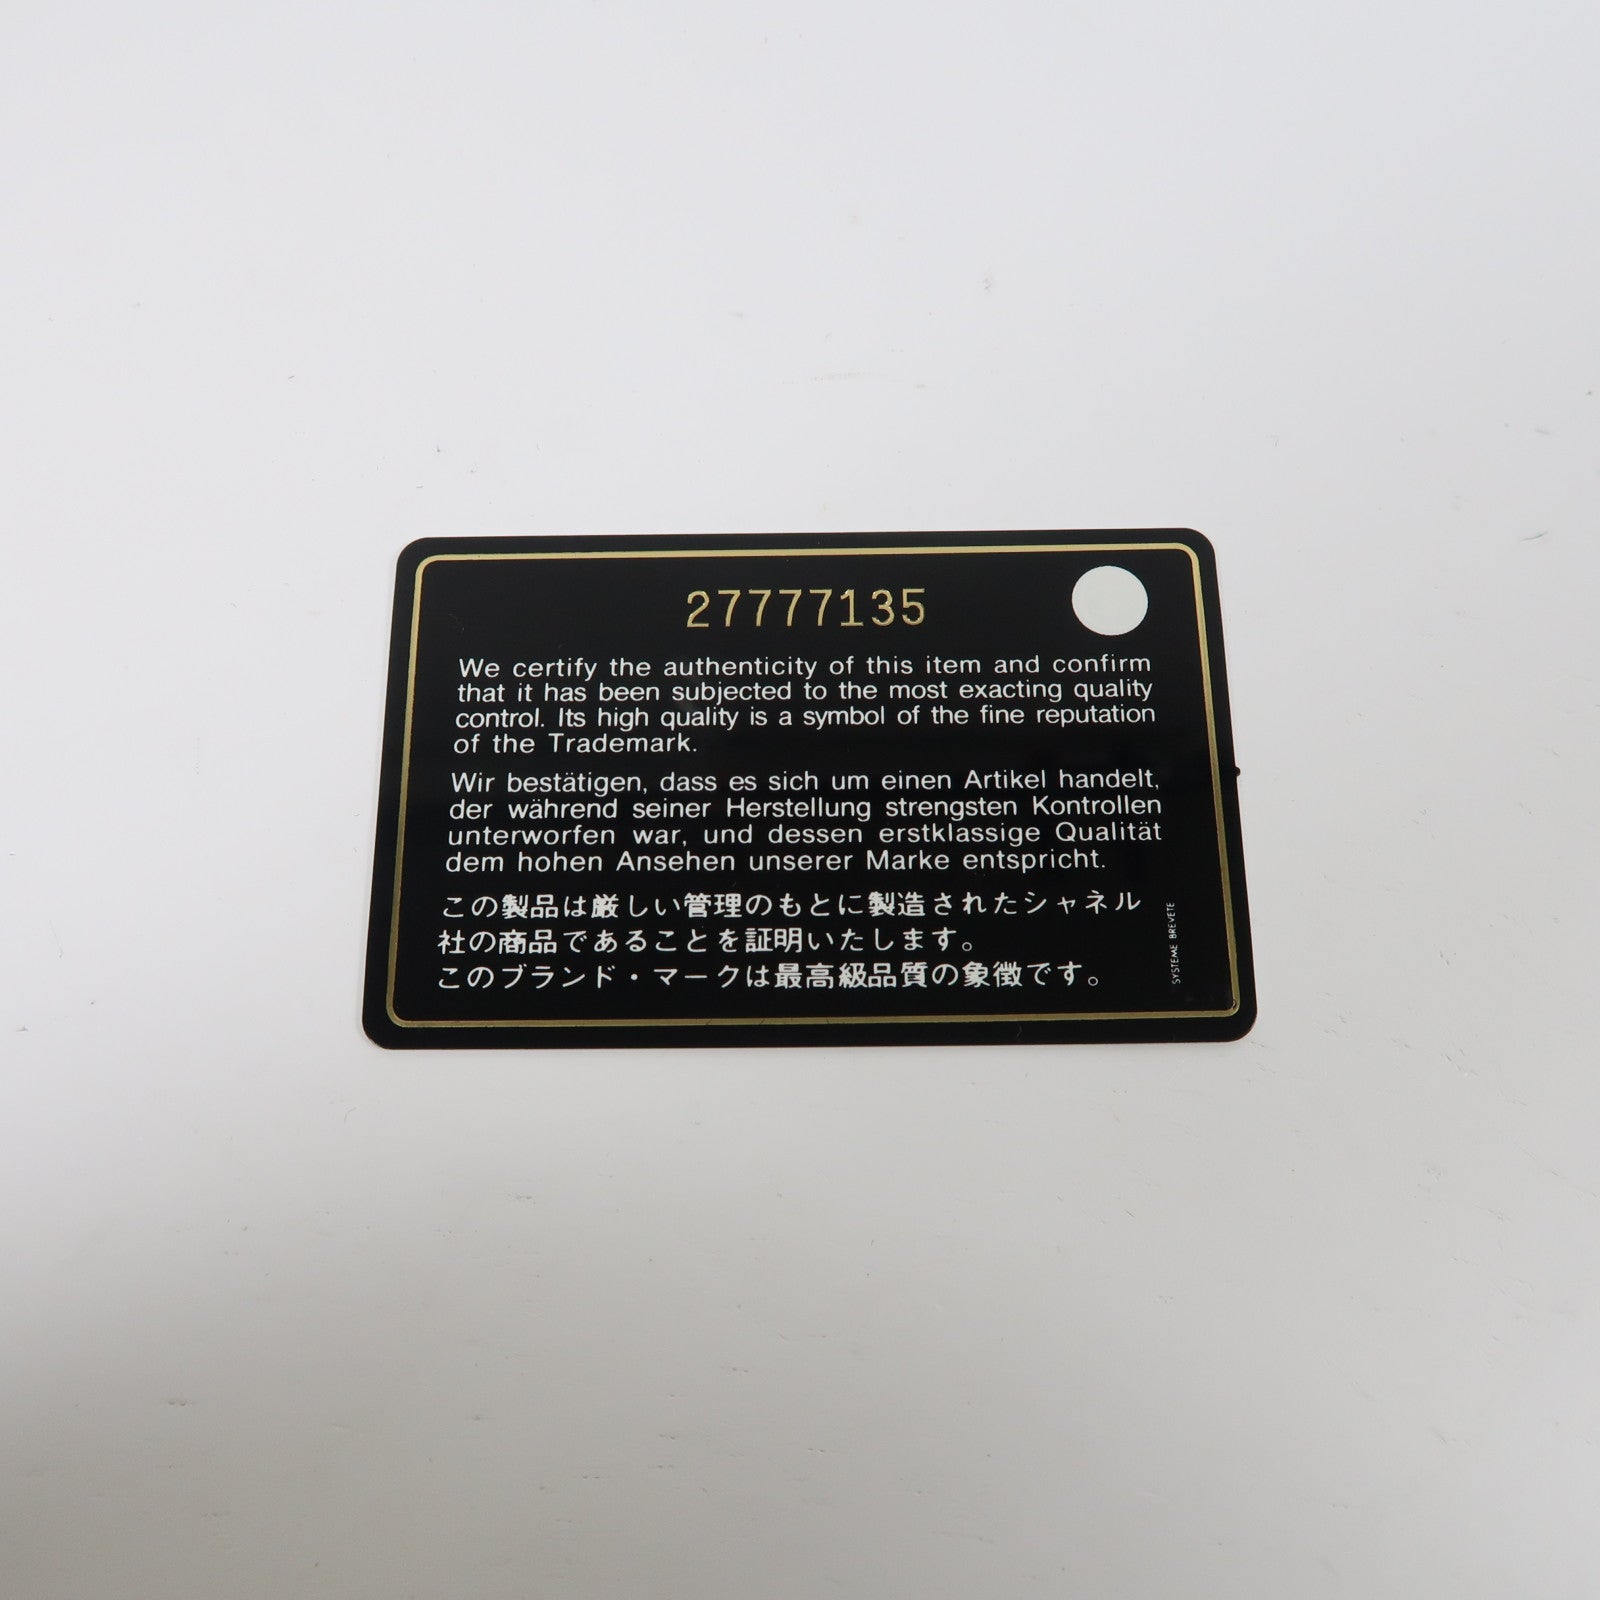 27777135
We certify the authenticity of this item and confirm
that it has been subjected to the most exacting quality
control. Its high quality is a symbol of the fine reputation
of the Trademark.
Wir bestätigen, dass es sich um einen Artikel handelt,
der während seiner Herstellung strengsten Kontrollen
unterworfen war, und dessen erstklassige Qualität
dem hohen Ansehen unserer Marke entspricht.
この製品は厳しい管理のもとに製造されたシャネル
社の商品であることを証明いたします。
このブランド・マークは最高級品質の象徴です。
SYSTEME BREVETE